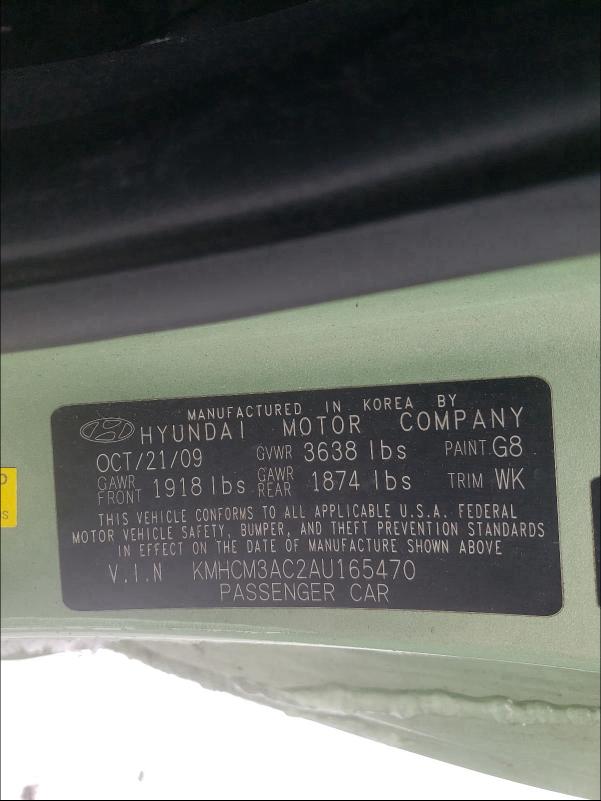 MANUFACTURED IN KOREA BY
HYUNDAI MOTOR COMPANY
OCT/21/09 GVWR 3638 lbs PAINT G8
GAWR FRONT 1918 lbs GAWR REAR 1874 lbs TRIM WK
THIS VEHICLE CONFORMS TO ALL APPLICABLE U.S.A. FEDERAL
MOTOR VEHICLE SAFETY, BUMPER, AND THEFT PREVENTION STANDARDS
IN EFFECT ON THE DATE OF MANUFACTURE SHOWN ABOVE
V.I.N KMHCM3AC2AU165470
PASSENGER CAR